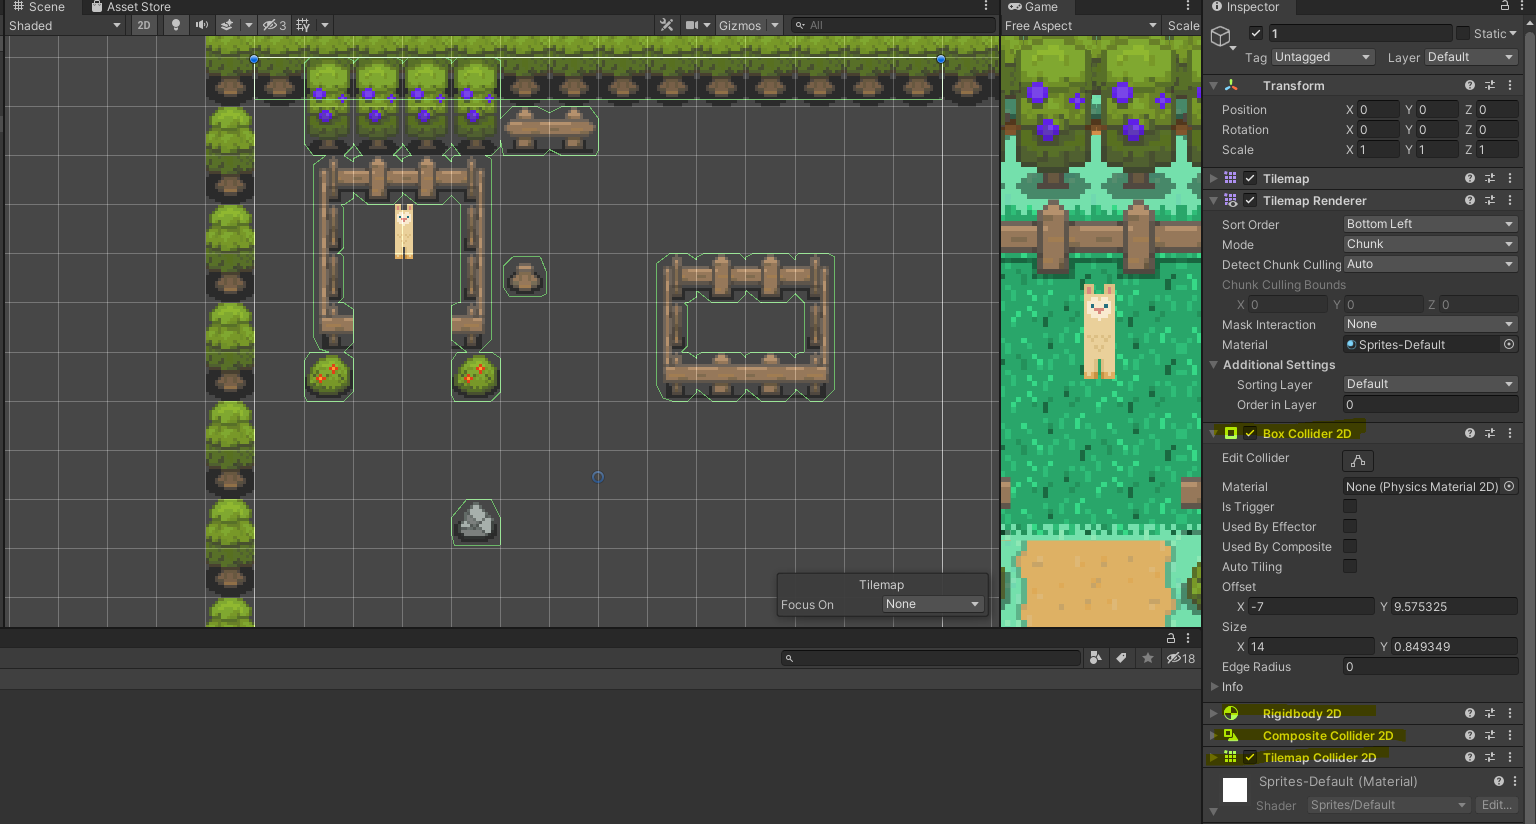 Scene Asset Store
Shaded 2D 3 Gizmos All
Tilemap
Focus On None
18
Game
Free Aspect Scale
Inspector
1 Static
Tag Untagged Layer Default
Transform
Position X 0 Y 0 Z 0
Rotation X 0 Y 0 Z 0
Scale X 1 Y 1 Z 1
Tilemap
Tilemap Renderer
Sort Order Bottom Left
Mode Chunk
Detect Chunk Culling Auto
Chunk Culling Bounds
X 0 Y 0 Z 0
Mask Interaction None
Material Sprites-Default
Additional Settings
Sorting Layer Default
Order in Layer 0
Box Collider 2D
Edit Collider
Material None (Physics Material 2D)
Is Trigger
Used By Effector
Used By Composite
Auto Tiling
Offset
X -7 Y 9.575325
Size
X 14 Y 0.849349
Edge Radius 0
Info
Rigidbody 2D
Composite Collider 2D
Tilemap Collider 2D
Sprites-Default (Material)
Shader Sprites/Default Edit...